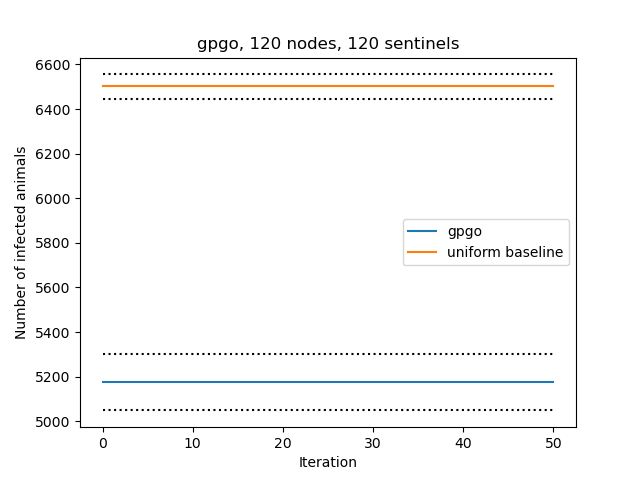 gpgo, 120 nodes, 120 sentinels
6600
6400
6200
6000
5800
5600
5400
5200
5000
Number of infected animals
gpgo
uniform baseline
0 10 20 30 40 50
Iteration